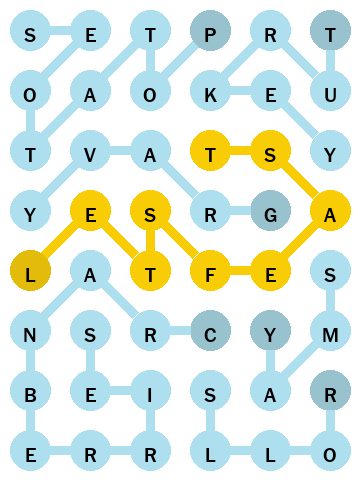 S E T P R T
O A O K E U
T V A T S Y
Y E S R G A
L A T F E S
N S R C Y M
B E I S A R
E R R L L O